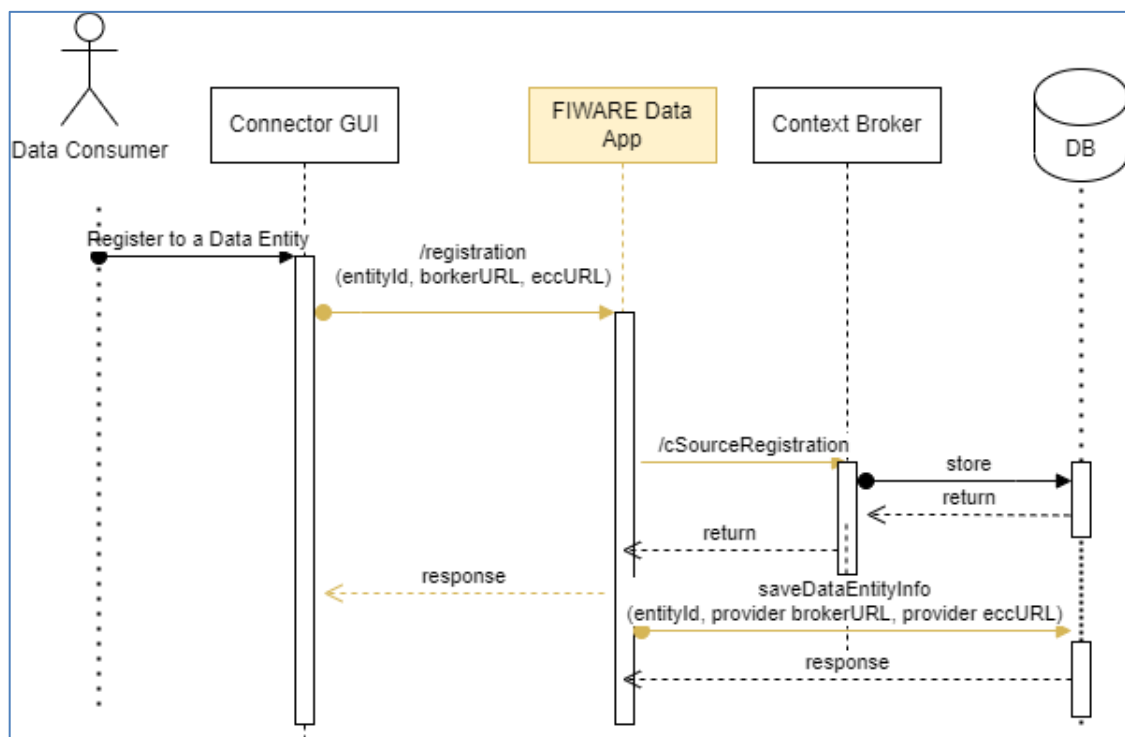 Data Consumer
Connector GUI
FIWARE Data
App
Context Broker
DB
Register to a Data Entity
/registration
(entityId, borkerURL, eccURL)
/cSourceRegistration
store
return
return
response
saveDataEntityInfo
(entityId, provider brokerURL, provider eccURL)
response